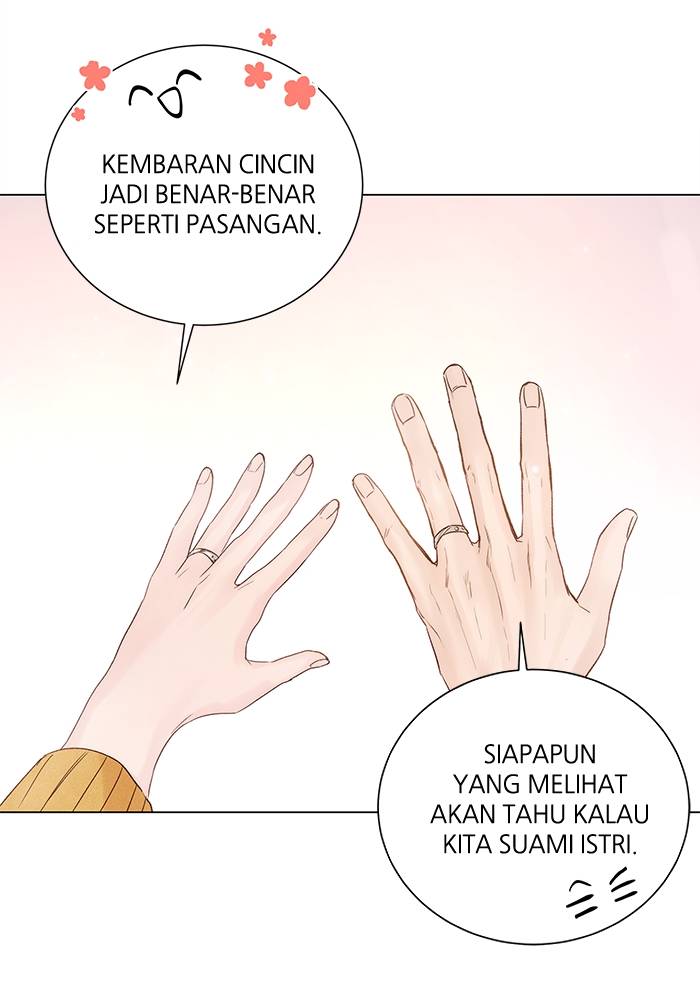 KEMBARAN CINCIN
JADI BENAR-BENAR
SEPERTI PASANGAN.
SIAPAPUN
YANG MELIHAT
AKAN TAHU KALAU
KITA SUAMI ISTRI.